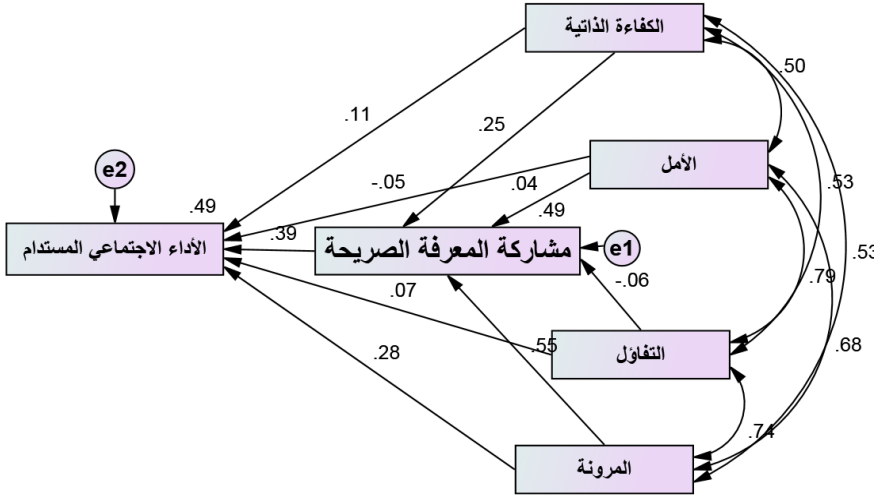 الكفاءة الذاتية
.50
.11
.25
الأمل
e2
-.05
.04
.53
.49
.49
الأداء الاجتماعي المستدام
.39
مشاركة المعرفة الصريحة
e1
.53
-.06
.79
.07
التفاؤل
.55
.28
.68
.74
المرونة